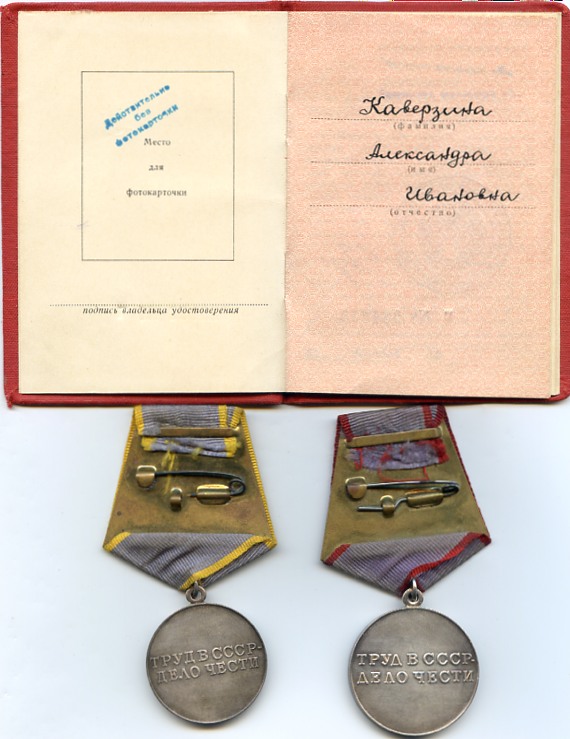 Действительно
без
фотокарточки
Место
для
фотокарточки
подпись владельца удостоверения
Каверзина
(фамилия)
Александра
(имя)
Ивановна
(отчество)
ТРУД В СССР-
ДЕЛО ЧЕСТИ
ТРУД В СССР-
ДЕЛО ЧЕСТИ